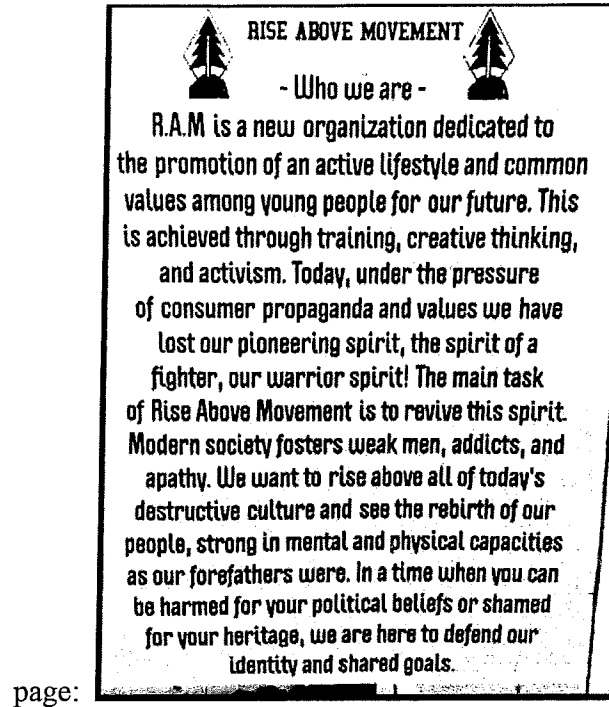 RISE ABOVE MOVEMENT
- Who we are -
R.A.M is a new organization dedicated to
the promotion of an active lifestyle and common
values among young people for our future. This
is achieved through training, creative thinking,
and activism. Today, under the pressure
of consumer propaganda and values we have
lost our pioneering spirit, the spirit of a
fighter, our warrior spirit! The main task
of Rise Above Movement is to revive this spirit.
Modern society fosters weak men, addicts, and
apathy. We want to rise above all of today's
destructive culture and see the rebirth of our
people, strong in mental and physical capacities
as our forefathers were. In a time when you can
be harmed for your political beliefs or shamed
for your heritage, we are here to defend our
identity and shared goals.
page: